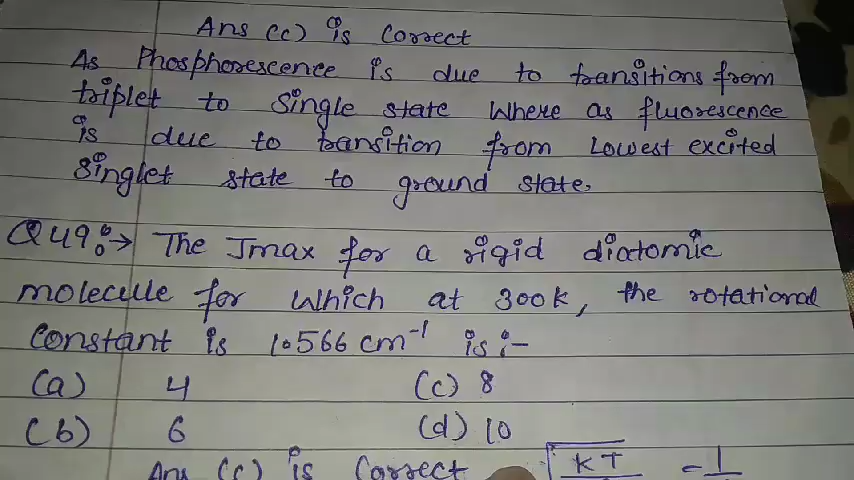 Ans (c) is correct
As Phosphorescence is due to transitions from
triplet to single state where as fluorescence
is due to transition from Lowest excited
singlet state to ground state.
Q49:→ The Jmax for a rigid diatomic
molecule for which at 300k, the rotational
constant is 1.566 cm⁻¹ is:-
(a) 4 (c) 8
(b) 6 (d) 10
Ans (c) is correct √KT - 1